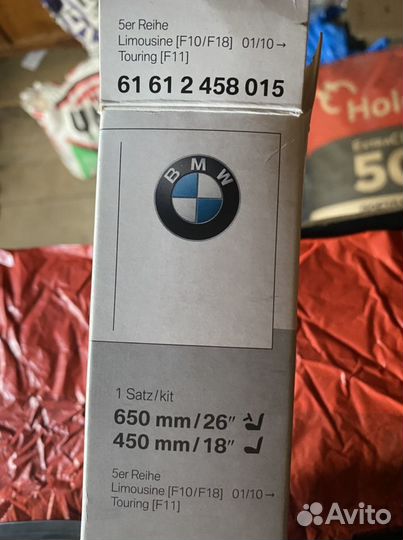 5er Reihe
Limousine [F10/F18] 01/10→
Touring [F11]
61 61 2 458 015
BMW
1 Satz/kit
650 mm/26"
450 mm/18"
5er Reihe
Limousine [F10/F18] 01/10→
Touring [F11]
Avito